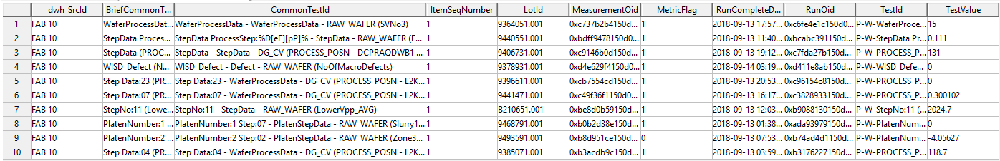 dwh_SrcId BriefCommonT... CommonTestId ItemSeqNumber LotId MeasurementOid MetricFlag RunCompleteD... RunOid TestId TestValue
1 FAB 10 WaferProcessDat... WaferProcessData - WaferProcessData - RAW_WAFER (SVNo3) 1 9364051.001 0xc737b2b4150d... 1 2018-09-13 17:57... 0xc6fe4e1c150d0... P-W-WaferProce... 15
2 FAB 10 StepData Proces... StepData ProcessStep:%D[eE][pP]% - StepData - RAW_WAFER (F... 1 9440551.001 0xbdff9478150d0... 1 2018-09-13 11:40... 0xbcabc391150d... P-W-StepData Pr... 0.111
3 FAB 10 StepData (PROC... StepData - StepData - DG_CV (PROCESS_POSN - DCPRAQDWB1 ... 1 9406731.001 0xc9146b0d150... 1 2018-09-13 19:12... 0xc7fda27b150d... P-W-PROCESS_P... 131
4 FAB 10 WISD_Defect (N... WISD_Defect - Defect - RAW_WAFER (NoOfMacroDefects) 1 9378931.001 0xd4e629f4150d0... 1 2018-09-14 03:19... 0xd411e8ab150d... P-W-WISD_Defe... 0
5 FAB 10 Step Data:23 (PR... Step Data:23 - WaferProcessData - DG_CV (PROCESS_POSN - L2K... 1 9396611.001 0xcb7554cd150d... 1 2018-09-13 20:53... 0xc96154c8150d... P-W-PROCESS_P... 0
6 FAB 10 Step Data:07 (PR... Step Data:07 - WaferProcessData - DG_CV (PROCESS_POSN - L2K... 1 9441471.001 0xc49f36f1150d0... 1 2018-09-13 16:17... 0xc3828933150d... P-W-PROCESS_P... 0.300102
7 FAB 10 StepNo:11 (Lowe... StepNo:11 - StepData - RAW_WAFER (LowerVpp_AVG) 1 B210651.001 0xbe8d0b59150... 1 2018-09-13 12:03... 0xb9088130150d... P-W-StepNo:11 (... 2024.7
8 FAB 10 PlatenNumber:1 ... PlatenNumber:1 Step:07 - PlatenStepData - RAW_WAFER (Slurry1... 1 9468791.001 0xb0b2d38e150... 1 2018-09-13 01:38... 0xada93979150d... P-W-PlatenNum... 0
9 FAB 10 PlatenNumber:2 ... PlatenNumber:2 Step:02 - PlatenStepData - RAW_WAFER (Zone3... 1 9493591.001 0xb8d951ce150d... 0 2018-09-13 07:53... 0xb74ad4d1150d... P-W-PlatenNum... -4.05627
10 FAB 10 Step Data:04 (PR... Step Data:04 - WaferProcessData - DG_CV (PROCESS_POSN - L2K... 1 9385071.001 0xb3acdb9c150d... 1 2018-09-13 03:59... 0xb3176227150d... P-W-PROCESS_P... 118.7